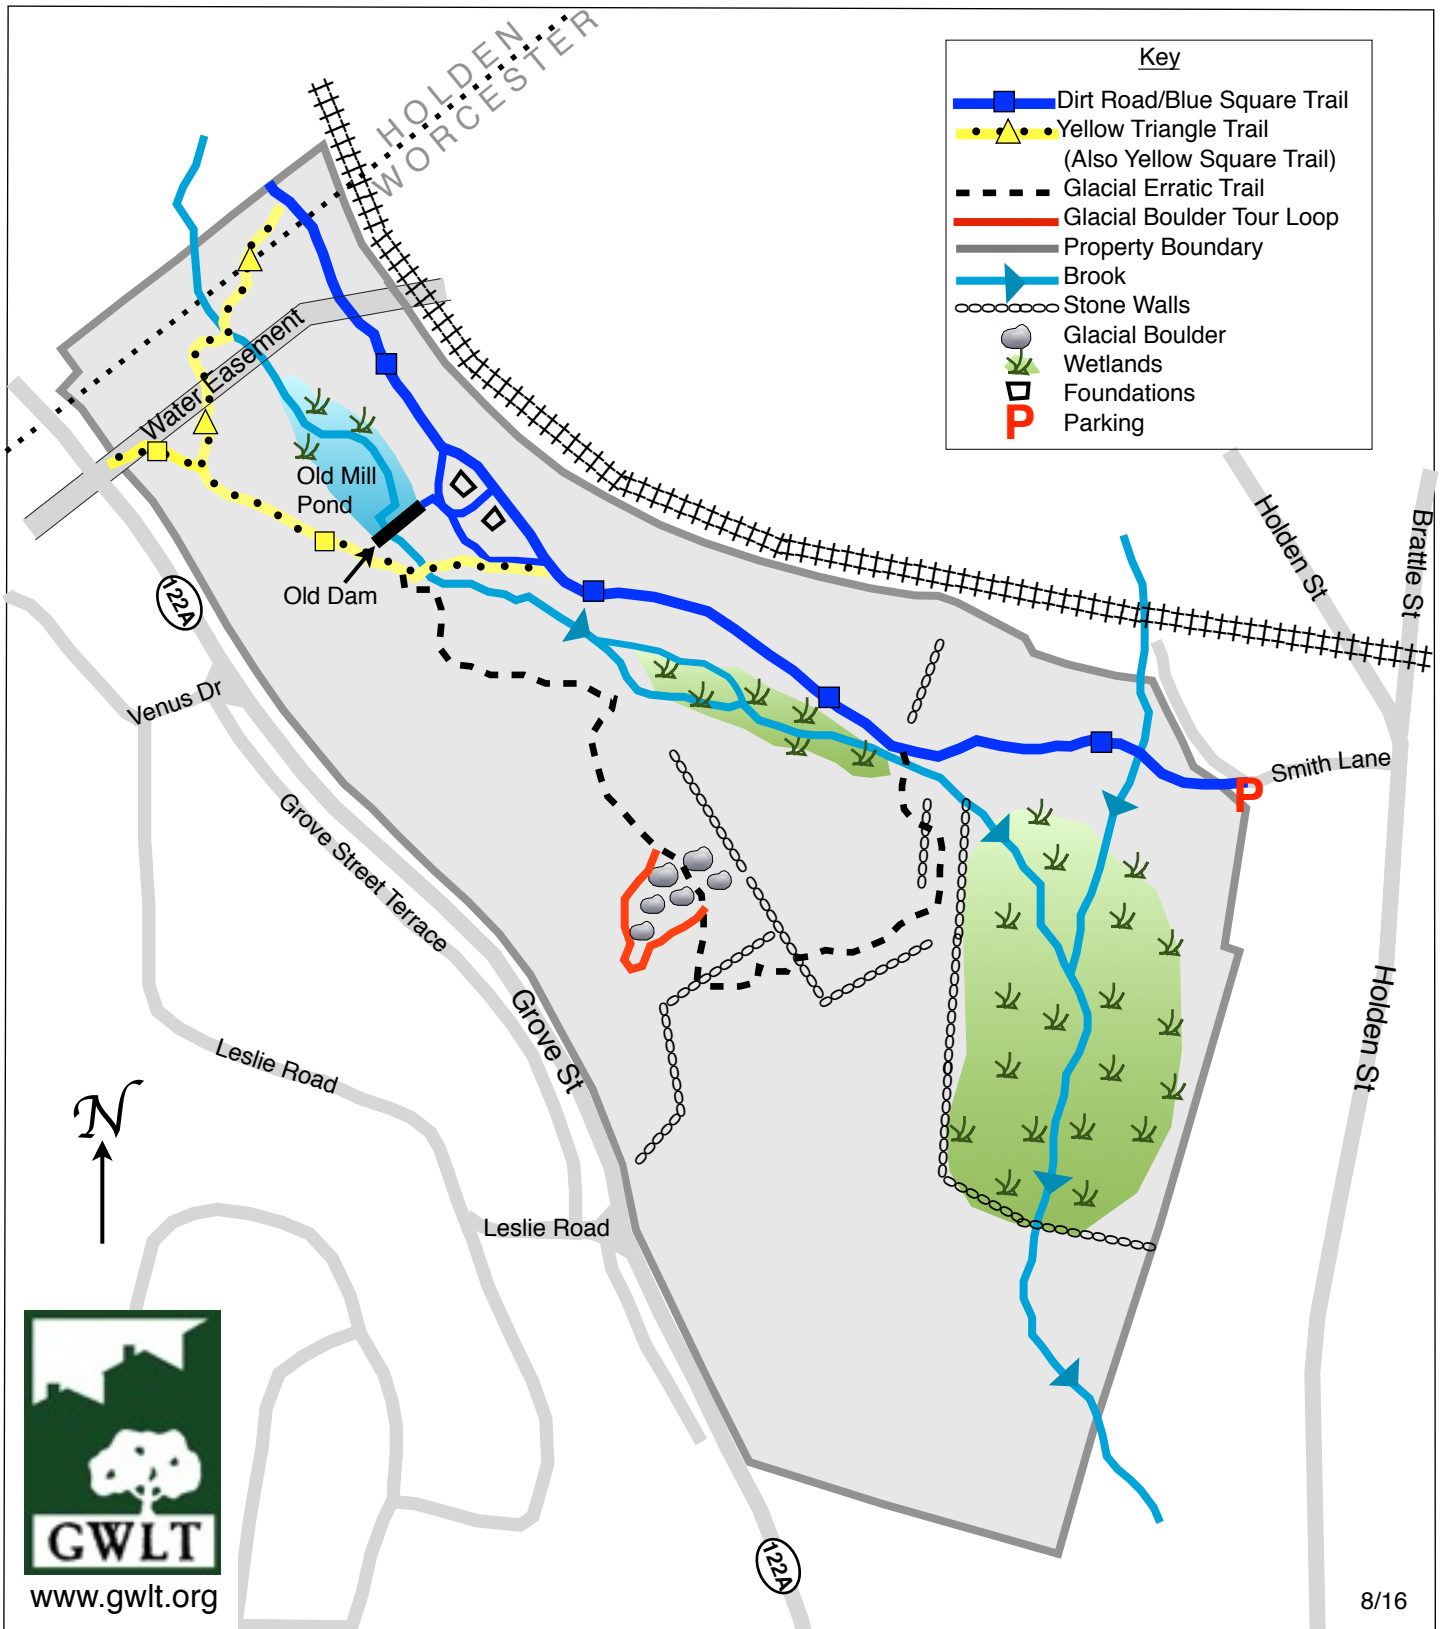 HOLDEN
WORCESTER
Key
Dirt Road/Blue Square Trail
Yellow Triangle Trail
(Also Yellow Square Trail)
Glacial Erratic Trail
Glacial Boulder Tour Loop
Property Boundary
Brook
Stone Walls
Glacial Boulder
Wetlands
Foundations
P Parking
Water Easement
Old Mill
Pond
Old Dam
122A
Venus Dr
Holden St
Brattle St
Smith Lane
P
Grove Street Terrace
Grove St
Holden St
Leslie Road
N
Leslie Road
GWLT
www.gwlt.org
122A
8/16